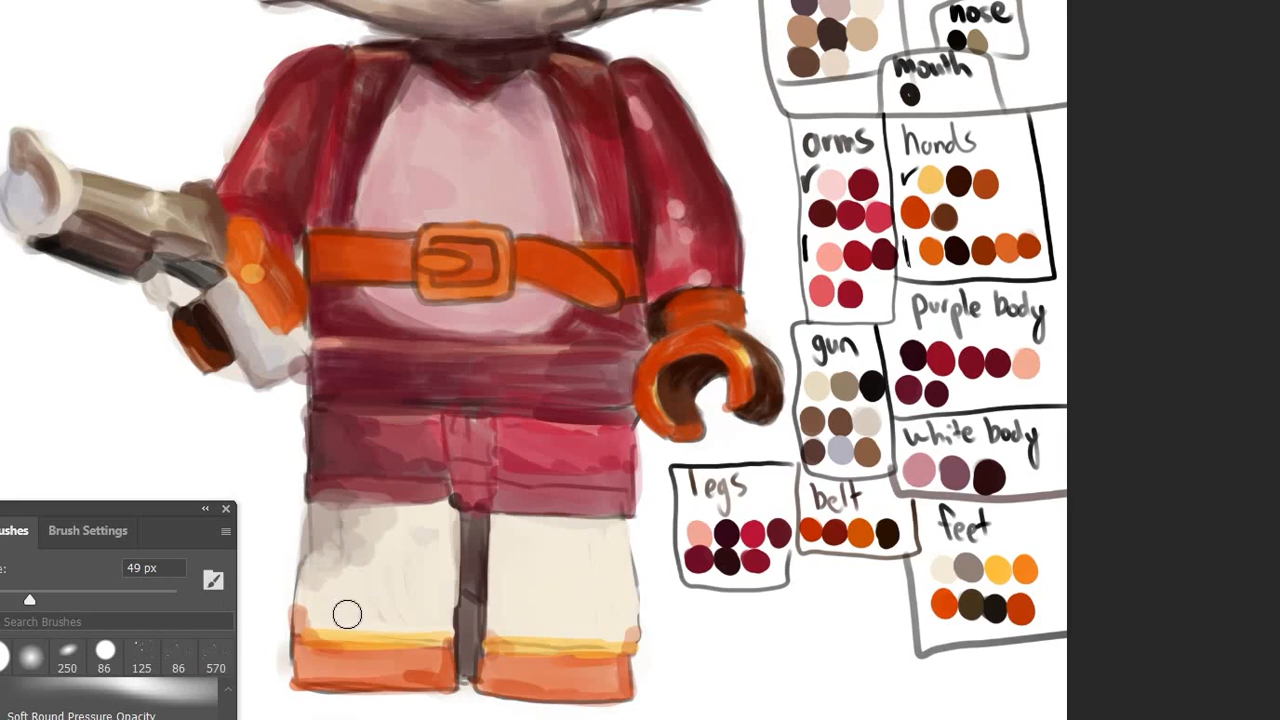 nose
mouth
arms
hands
r
r
l
l
purple body
gun
white body
legs
belt
feet
Brush Settings
49 px
Search Brushes
250 86 125 86 570
Soft Round Pressure Opacity